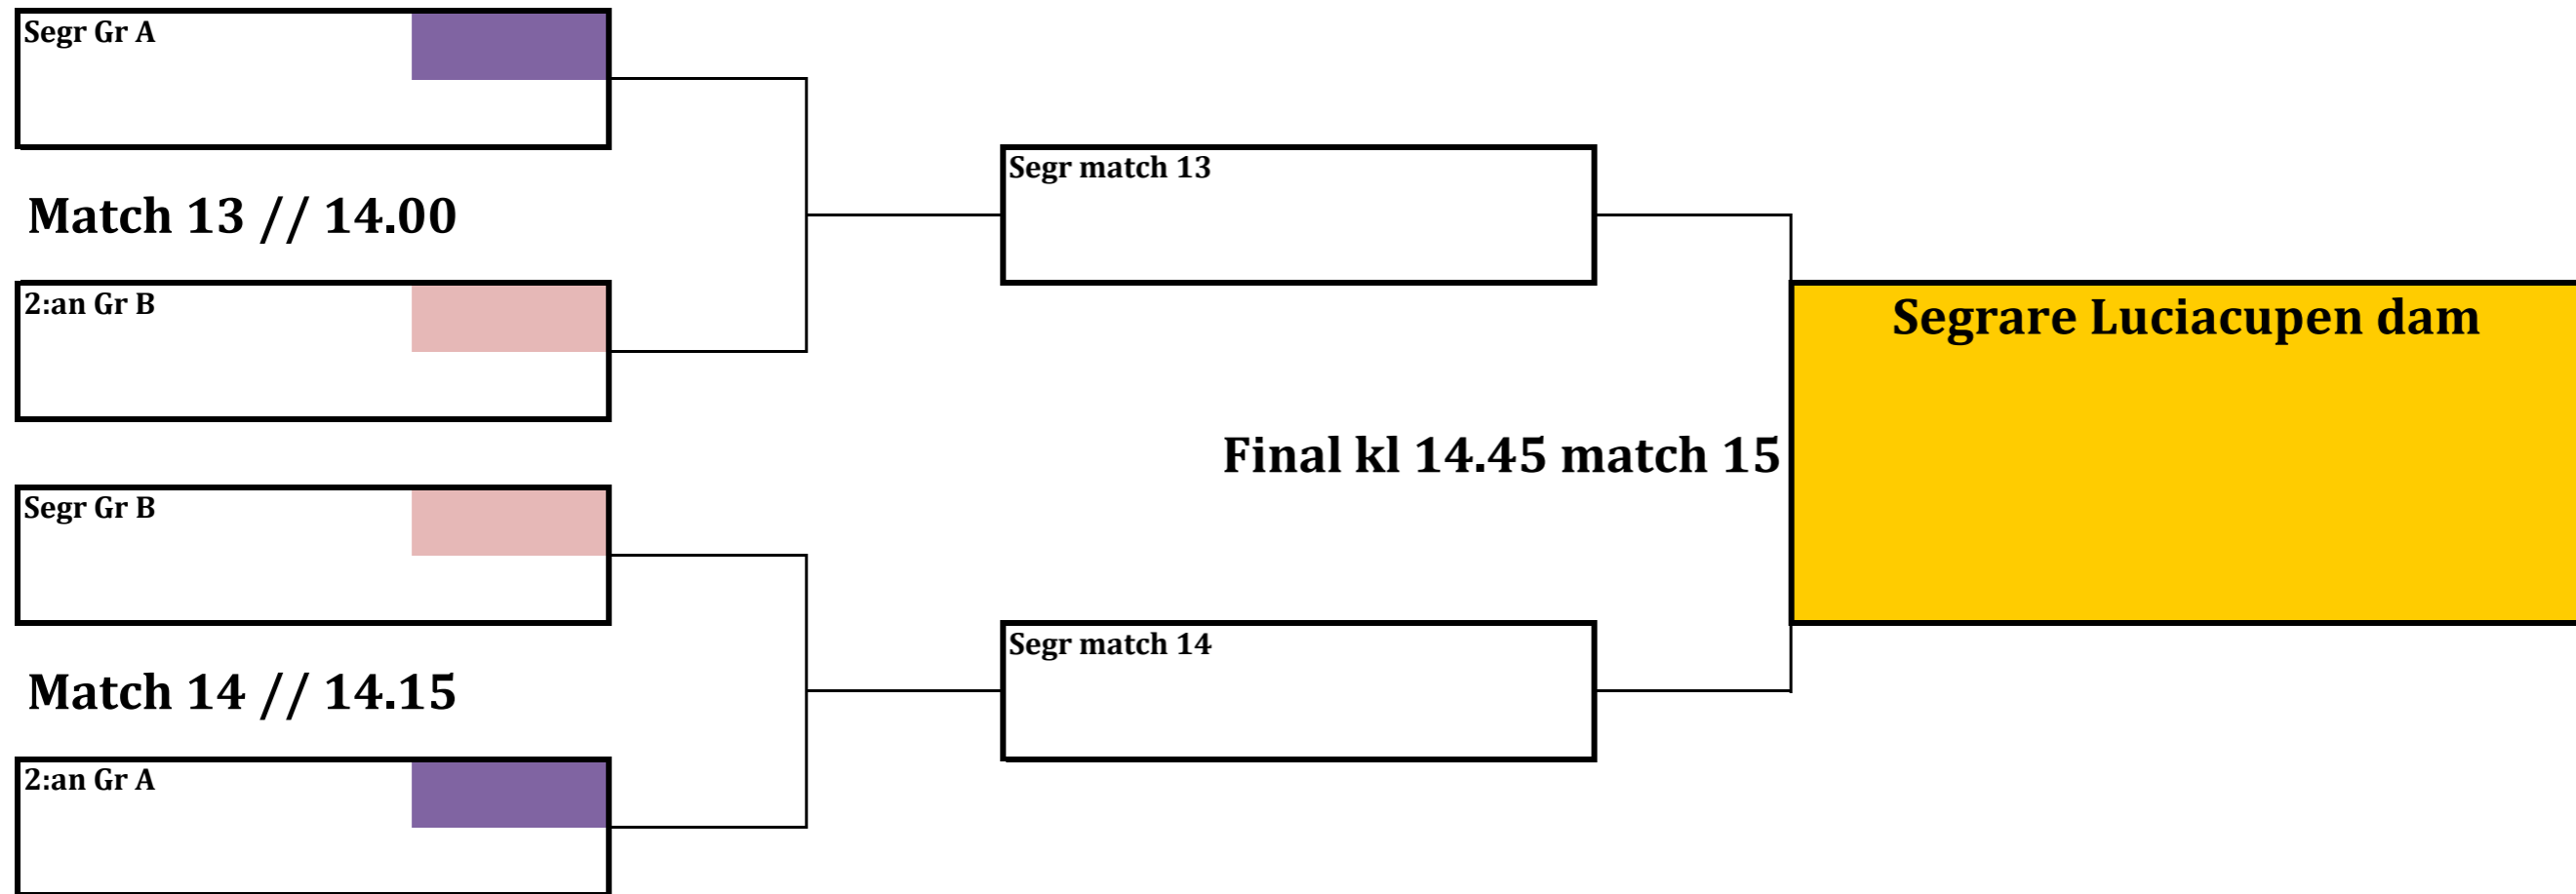 Segr Gr A
Match 13 // 14.00
2:an Gr B
Segr Gr B
Match 14 // 14.15
2:an Gr A
Segr match 13
Final kl 14.45 match 15
Segr match 14
Segrare Luciacupen dam